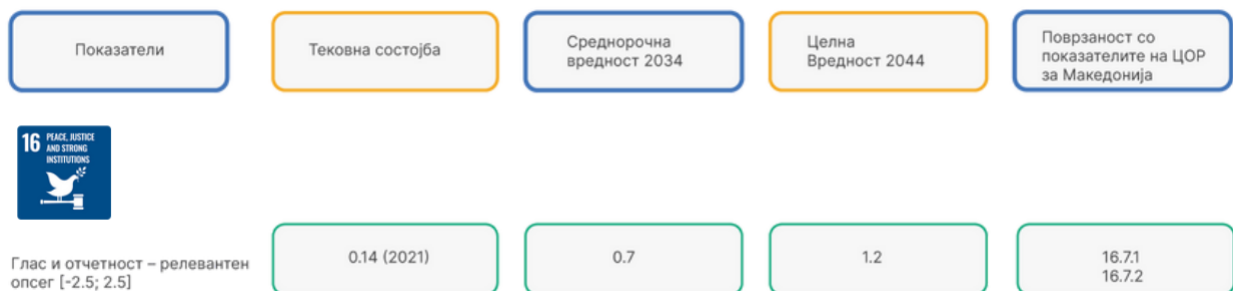 Показатели
Тековна состојба
Среднорочна
вредност 2034
Целна
Вредност 2044
Поврзаност со
показателите на ЦОР
за Македонија
16 PEACE, JUSTICE
AND STRONG
INSTITUTIONS
Глас и отчетност – релевантен
опсег [-2.5; 2.5]
0.14 (2021)
0.7
1.2
16.7.1
16.7.2